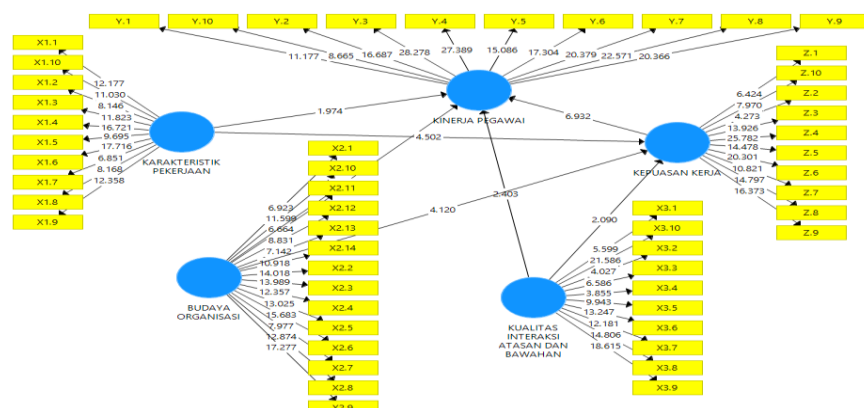 Y.1
Y.10
Y.2
Y.3
Y.4
Y.5
Y.6
Y.7
Y.8
Y.9
11.177
8.665
16.687
28.278
27.389
15.086
17.304
20.379
22.571
20.366
KINERJA PEGAWAI
X1.1
X1.10
X1.2
X1.3
X1.4
X1.5
X1.6
X1.7
X1.8
X1.9
12.177
11.030
8.146
11.823
16.721
9.695
17.716
6.851
8.168
12.358
KARAKTERISTIK
PEKERJAAN
1.974
4.502
6.932
4.120
2.403
2.090
Z.1
Z.10
Z.2
Z.3
Z.4
Z.5
Z.6
Z.7
Z.8
Z.9
6.424
7.970
4.273
13.926
25.782
14.478
20.301
10.821
14.797
16.373
KEPUASAN KERJA
X2.1
X2.10
X2.11
X2.12
X2.13
X2.14
X2.2
X2.3
X2.4
X2.5
X2.6
X2.7
X2.8
X2.9
6.923
11.599
6.664
8.831
7.142
10.918
14.018
13.989
12.357
13.025
15.683
7.977
12.874
17.277
BUDAYA
ORGANISASI
X3.1
X3.10
X3.2
X3.3
X3.4
X3.5
X3.6
X3.7
X3.8
X3.9
5.599
21.586
4.027
6.586
3.855
9.943
13.247
12.181
14.806
18.615
KUALITAS
INTERAKSI
ATASAN DAN
BAWAHAN